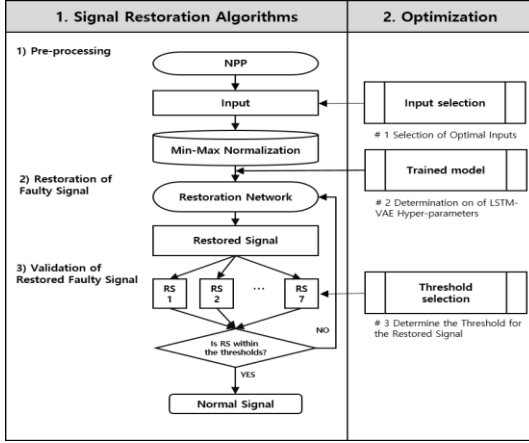 1. Signal Restoration Algorithms
2. Optimization
1) Pre-processing
NPP
Input
Input selection
# 1 Selection of Optimal Inputs
Min-Max Normalization
Trained model
# 2 Determination on of LSTM-
VAE Hyper-parameters
2) Restoration of
Faulty Signal
Restoration Network
Restored Signal
3) Validation of
Restored Faulty Signal
RS
1
RS
2
...
RS
7
Threshold
selection
# 3 Determine the Threshold for
the Restored Signal
NO
Is RS within
the thresholds?
YES
Normal Signal